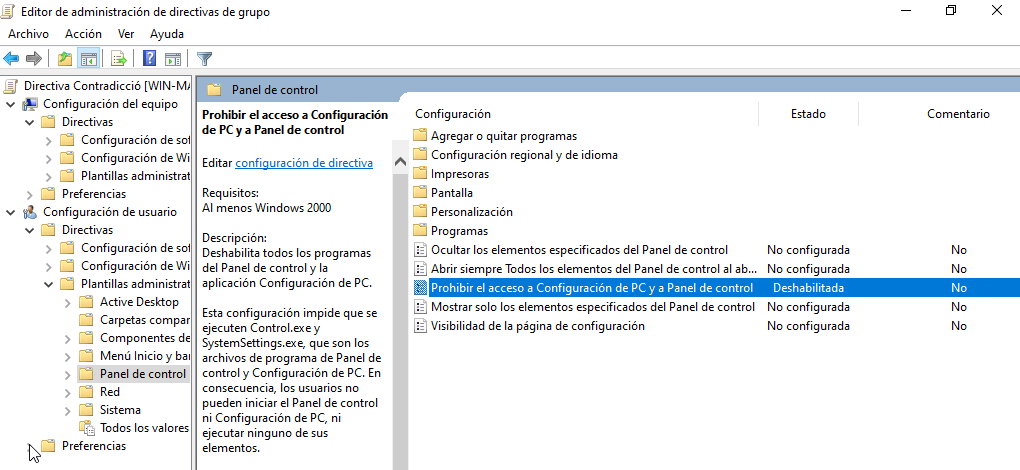 Editor de administración de directivas de grupo
Archivo Acción Ver Ayuda
Directiva Contradicció [WIN-MA
Configuración del equipo
Directivas
Configuración de sof
Configuración de Wi
Plantillas administrat
Preferencias
Configuración de usuario
Directivas
Configuración de sof
Configuración de Wi
Plantillas administrat
Active Desktop
Carpetas compar
Componentes de
Menú Inicio y bar
Panel de control
Red
Sistema
Todos los valores
Preferencias
Panel de control
Prohibir el acceso a Configuración
de PC y a Panel de control
Editar configuración de directiva
Requisitos:
Al menos Windows 2000
Descripción:
Deshabilita todos los programas
del Panel de control y la
aplicación Configuración de PC.
Esta configuración impide que se
ejecuten Control.exe y
SystemSettings.exe, que son los
archivos de programa de Panel de
control y Configuración de PC. En
consecuencia, los usuarios no
pueden iniciar el Panel de control
ni Configuración de PC, ni
ejecutar ninguno de sus
elementos.
Configuración Estado Comentario
Agregar o quitar programas
Configuración regional y de idioma
Impresoras
Pantalla
Personalización
Programas
Ocultar los elementos especificados del Panel de control No configurada No
Abrir siempre Todos los elementos del Panel de control al ab... No configurada No
Prohibir el acceso a Configuración de PC y a Panel de control Deshabilitada No
Mostrar solo los elementos especificados del Panel de control No configurada No
Visibilidad de la página de configuración No configurada No